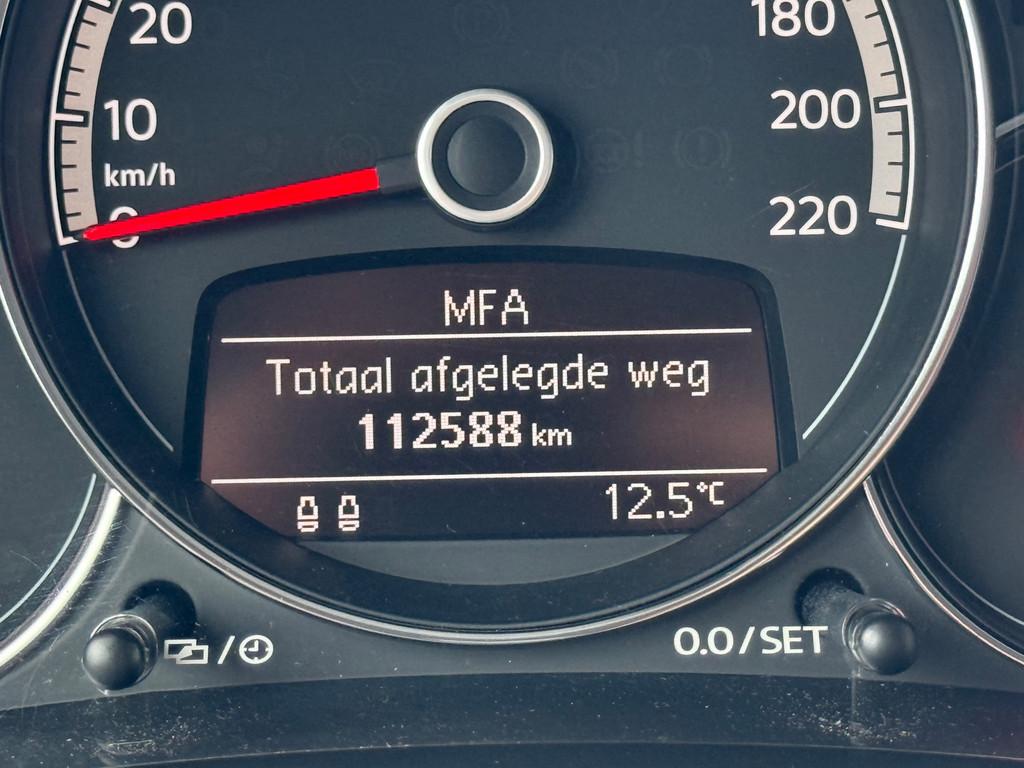 20
180
10
200
km/h
0
220
MFA
Totaal afgelegde weg
112588 km
12.5°C
0.0/SET